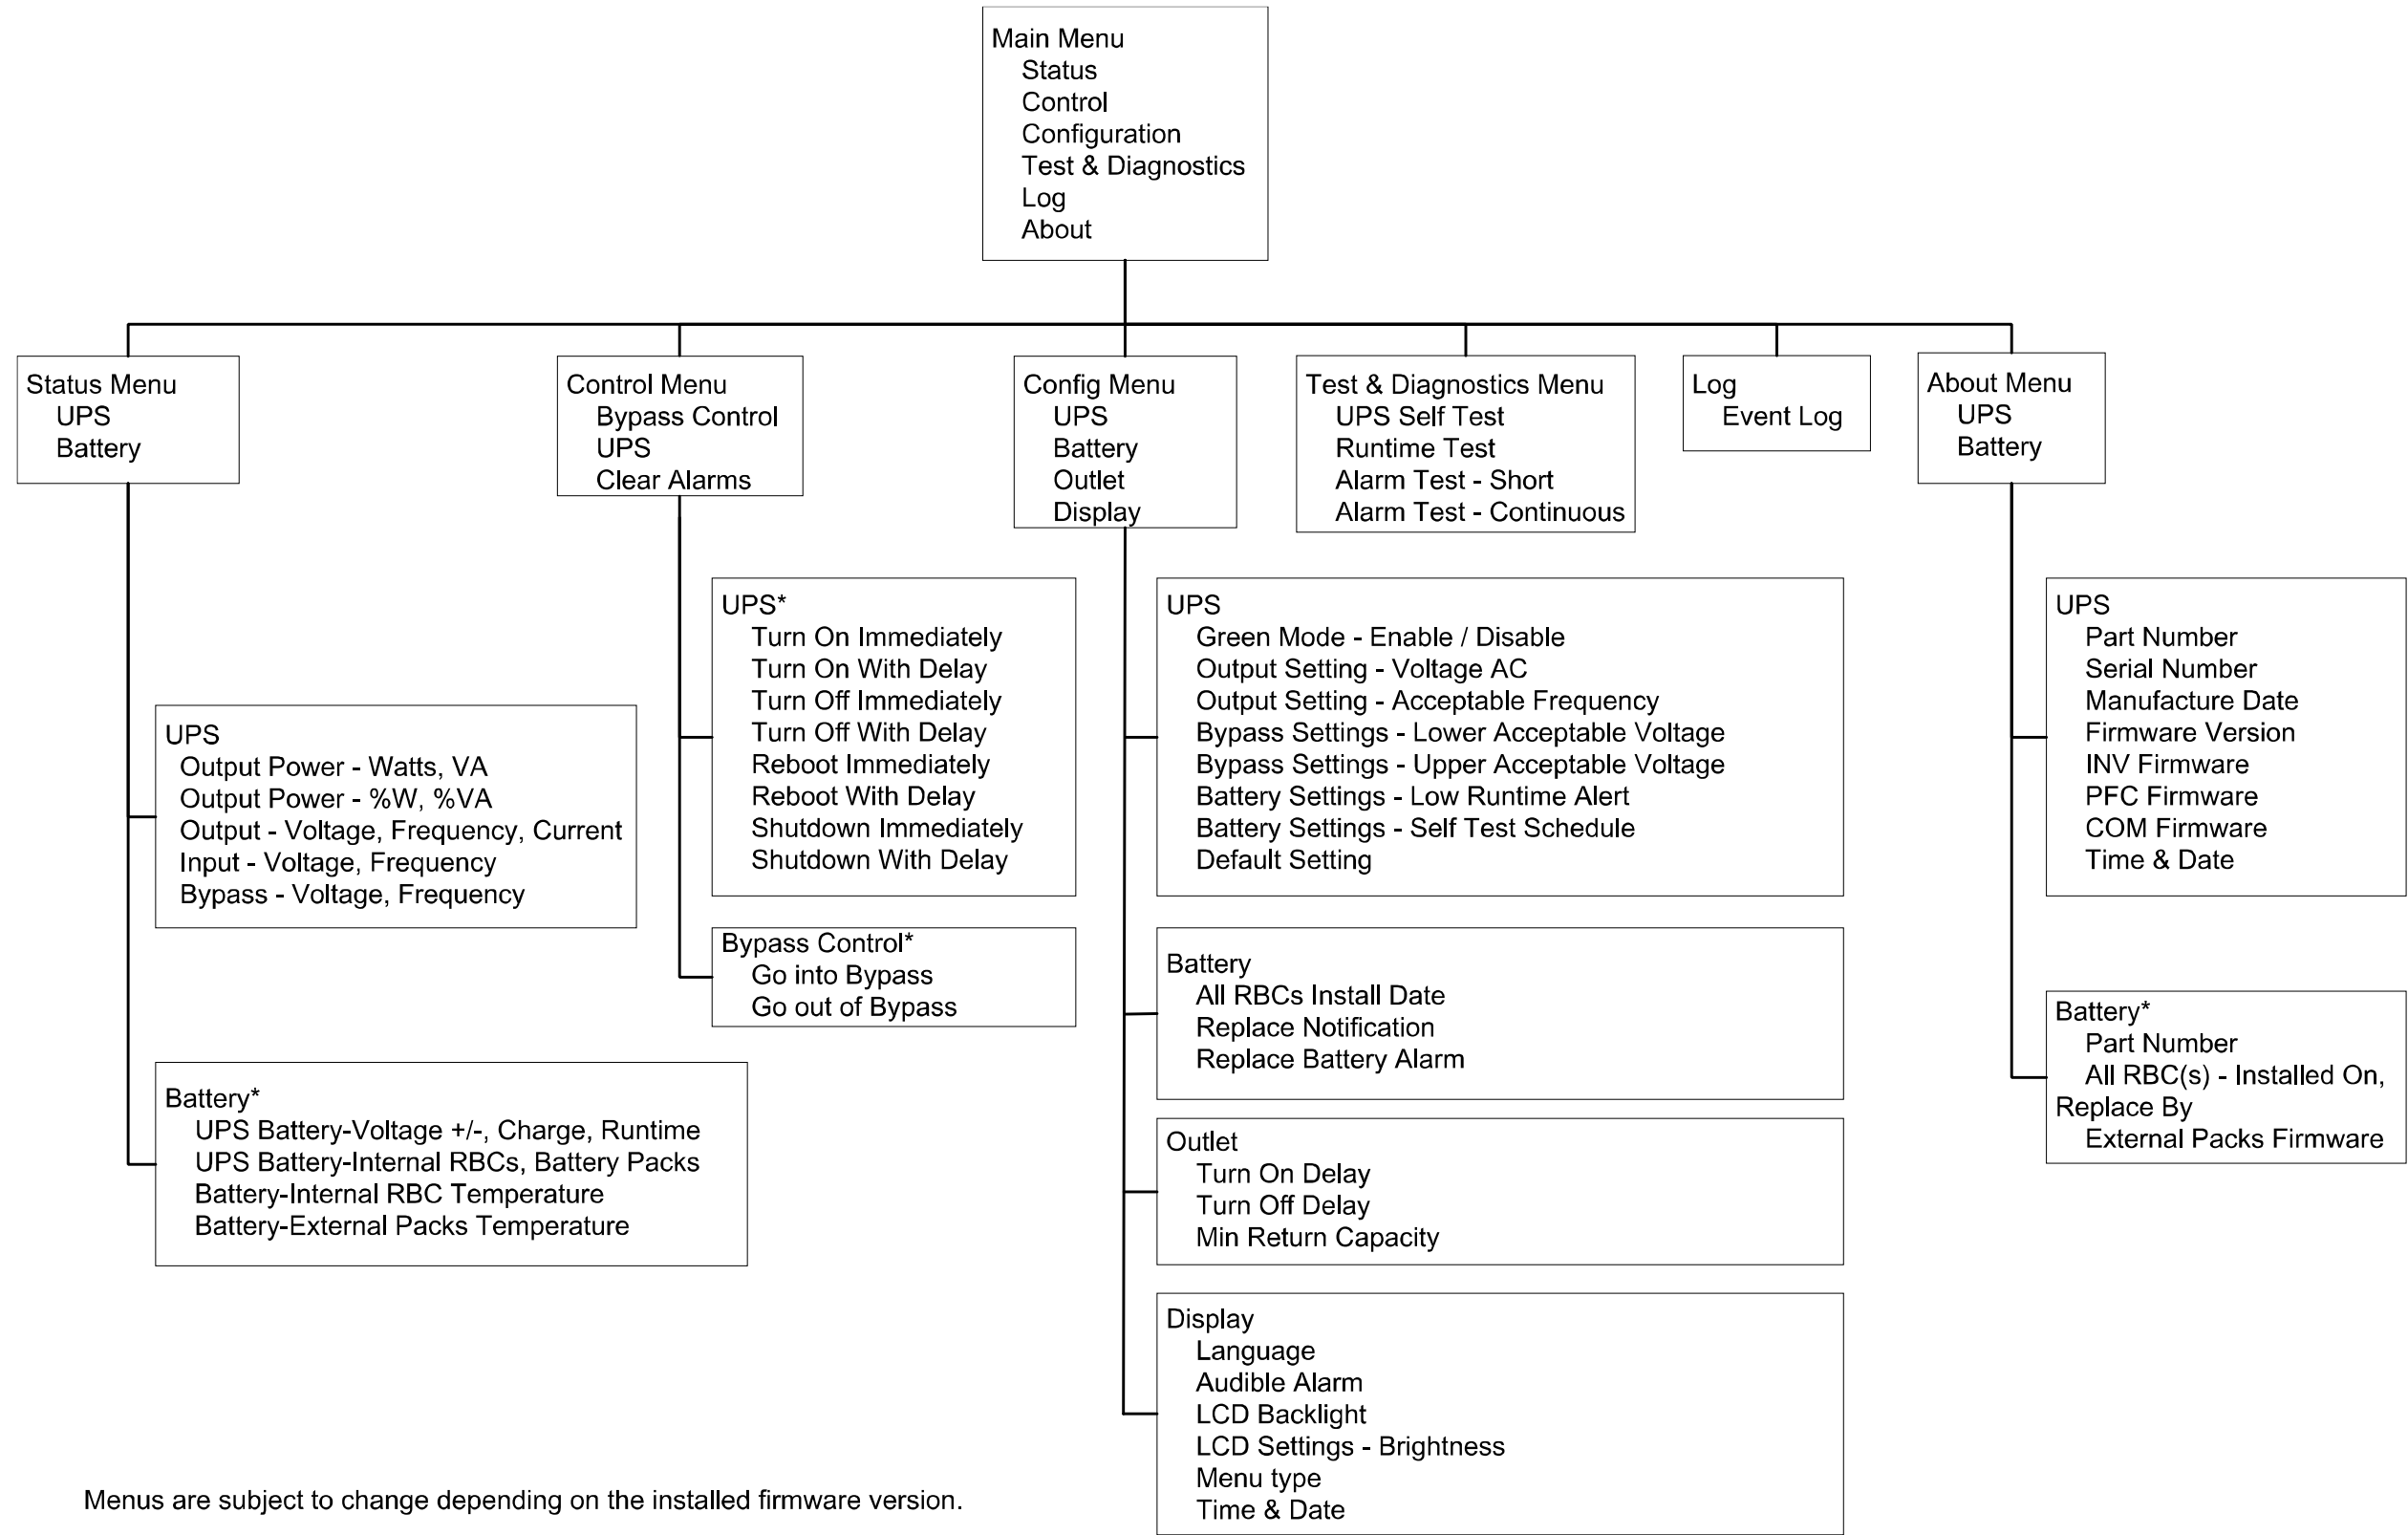 Main Menu
Status
Control
Configuration
Test & Diagnostics
Log
About
Status Menu
UPS
Battery
Control Menu
Bypass Control
UPS
Clear Alarms
Config Menu
UPS
Battery
Outlet
Display
Test & Diagnostics Menu
UPS Self Test
Runtime Test
Alarm Test - Short
Alarm Test - Continuous
Log
Event Log
About Menu
UPS
Battery
UPS
Output Power - Watts, VA
Output Power - %W, %VA
Output - Voltage, Frequency, Current
Input - Voltage, Frequency
Bypass - Voltage, Frequency
Battery*
UPS Battery-Voltage +/-, Charge, Runtime
UPS Battery-Internal RBCs, Battery Packs
Battery-Internal RBC Temperature
Battery-External Packs Temperature
UPS*
Turn On Immediately
Turn On With Delay
Turn Off Immediately
Turn Off With Delay
Reboot Immediately
Reboot With Delay
Shutdown Immediately
Shutdown With Delay
Bypass Control*
Go into Bypass
Go out of Bypass
UPS
Green Mode - Enable / Disable
Output Setting - Voltage AC
Output Setting - Acceptable Frequency
Bypass Settings - Lower Acceptable Voltage
Bypass Settings - Upper Acceptable Voltage
Battery Settings - Low Runtime Alert
Battery Settings - Self Test Schedule
Default Setting
Battery
All RBCs Install Date
Replace Notification
Replace Battery Alarm
Outlet
Turn On Delay
Turn Off Delay
Min Return Capacity
Display
Language
Audible Alarm
LCD Backlight
LCD Settings - Brightness
Menu type
Time & Date
UPS
Part Number
Serial Number
Manufacture Date
Firmware Version
INV Firmware
PFC Firmware
COM Firmware
Time & Date
Battery*
Part Number
All RBC(s) - Installed On,
Replace By
External Packs Firmware
Menus are subject to change depending on the installed firmware version.